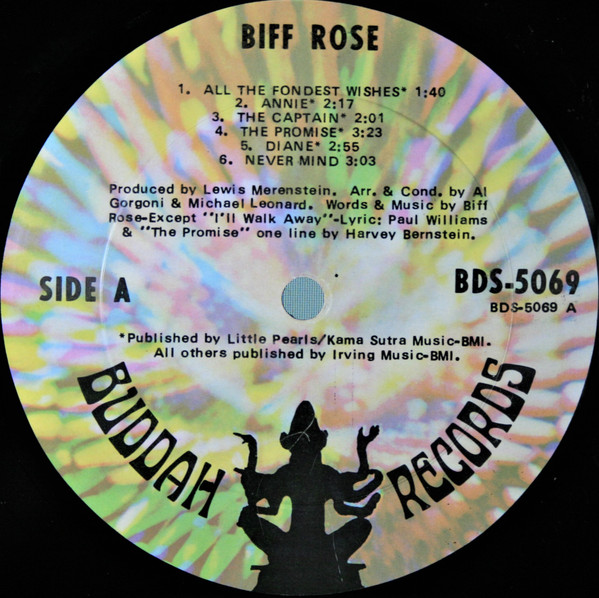 BIFF ROSE
1. ALL THE FONDEST WISHES* 1:40
2. ANNIE* 2:17
3. THE CAPTAIN* 2:01
4. THE PROMISE* 3:23
5. DIANE* 2:55
6. NEVER MIND 3:03
Produced by Lewis Merenstein. Arr. & Cond. by Al
Gorgoni & Michael Leonard. Words & Music by Biff
Rose-Except "I'll Walk Away"-Lyric; Paul Williams
& "The Promise" one line by Harvey Bernstein.
SIDE A
BDS-5069
BDS-5069 A
*Published by Little Pearls/Kama Sutra Music-BMI.
All others published by Irving Music-BMI.
BUDDAH RECORDS